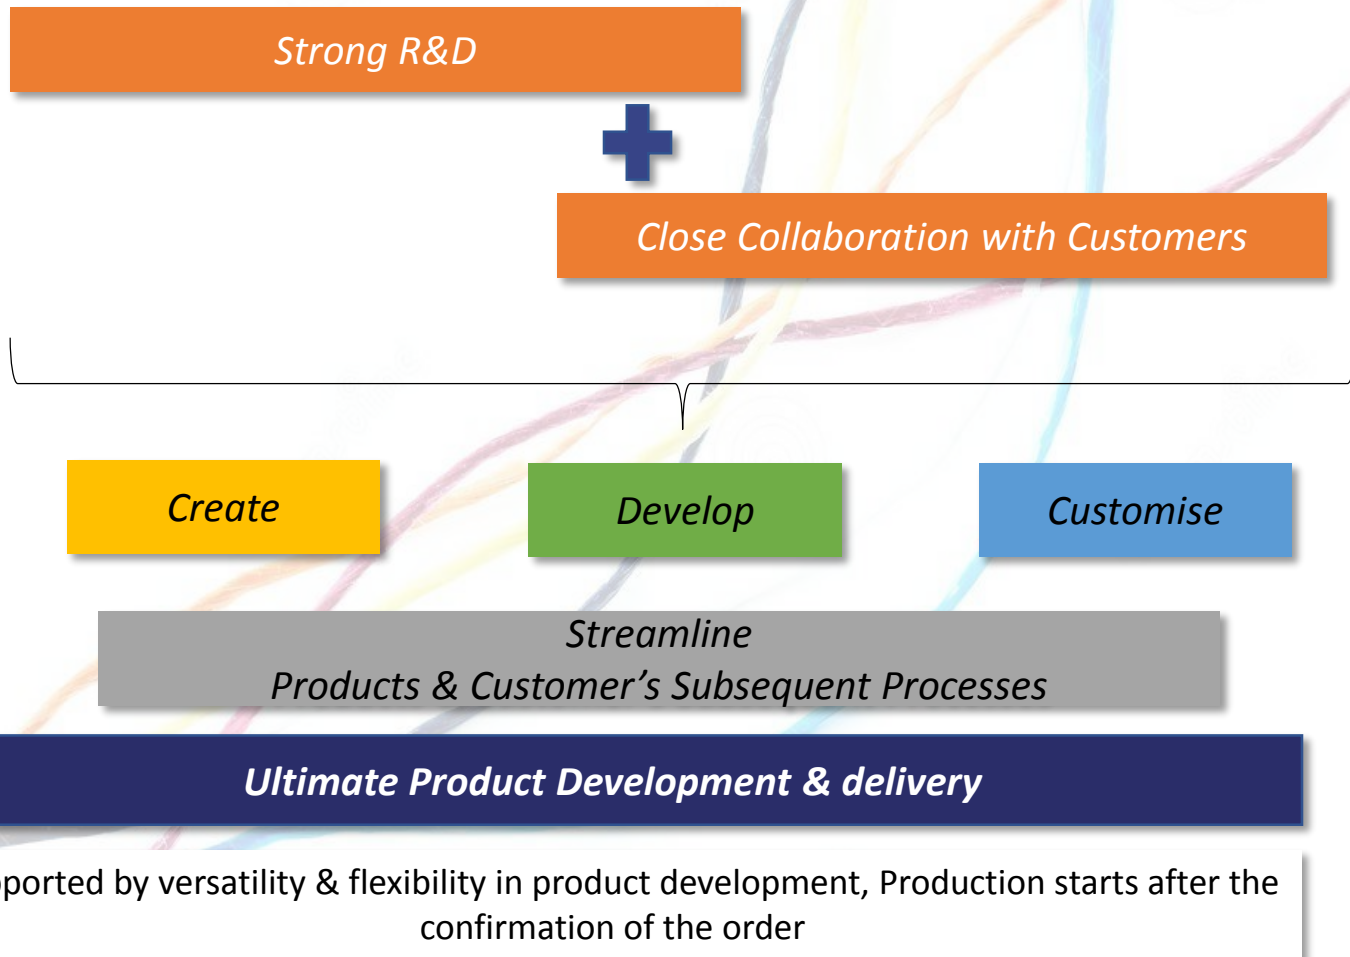 Strong R&D
Close Collaboration with Customers
Create
Develop
Customise
Streamline
Products & Customer’s Subsequent Processes
Ultimate Product Development & delivery
by versatility & flexibility in product development, Production starts after the
confirmation of the order